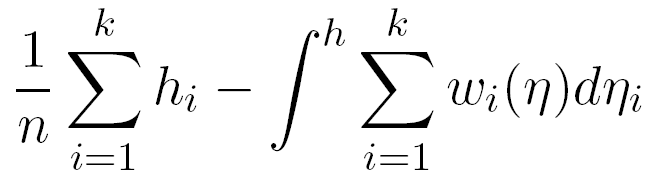 \frac{1}{n} \sum_{i=1}^{k} h_i - \int^{h} \sum_{i=1}^{k} w_i(\eta) d\eta_i